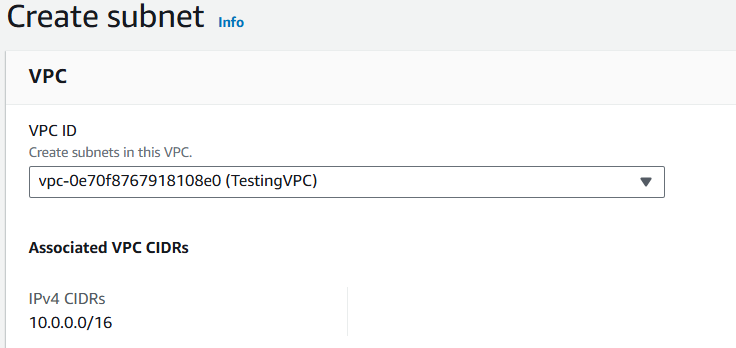 Create subnet Info
VPC
VPC ID
Create subnets in this VPC.
vpc-0e70f8767918108e0 (TestingVPC)
Associated VPC CIDRs
IPv4 CIDRs
10.0.0.0/16